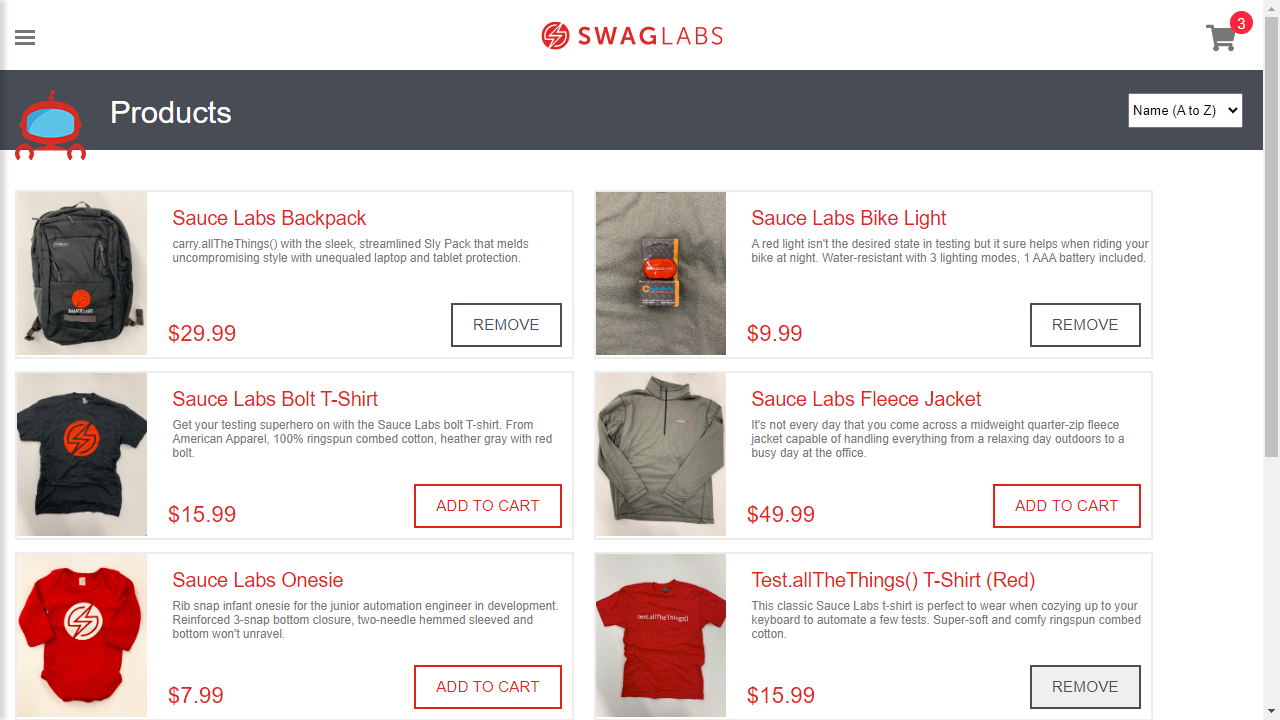 SWAGLABS
3
Products
Name (A to Z)
Sauce Labs Backpack
carry.allTheThings() with the sleek, streamlined Sly Pack that melds
uncompromising style with unequaled laptop and tablet protection.
$29.99
REMOVE
Sauce Labs Bike Light
A red light isn't the desired state in testing but it sure helps when riding your
bike at night. Water-resistant with 3 lighting modes, 1 AAA battery included.
$9.99
REMOVE
Sauce Labs Bolt T-Shirt
Get your testing superhero on with the Sauce Labs bolt T-shirt. From
American Apparel, 100% ringspun combed cotton, heather gray with red
bolt.
$15.99
ADD TO CART
Sauce Labs Fleece Jacket
It's not every day that you come across a midweight quarter-zip fleece
jacket capable of handling everything from a relaxing day outdoors to a
busy day at the office.
$49.99
ADD TO CART
Sauce Labs Onesie
Rib snap infant onesie for the junior automation engineer in development.
Reinforced 3-snap bottom closure, two-needle hemmed sleeved and
bottom won't unravel.
$7.99
ADD TO CART
Test.allTheThings() T-Shirt (Red)
This classic Sauce Labs t-shirt is perfect to wear when cozying up to your
keyboard to automate a few tests. Super-soft and comfy ringspun combed
cotton.
test.allTheThings()
$15.99
REMOVE